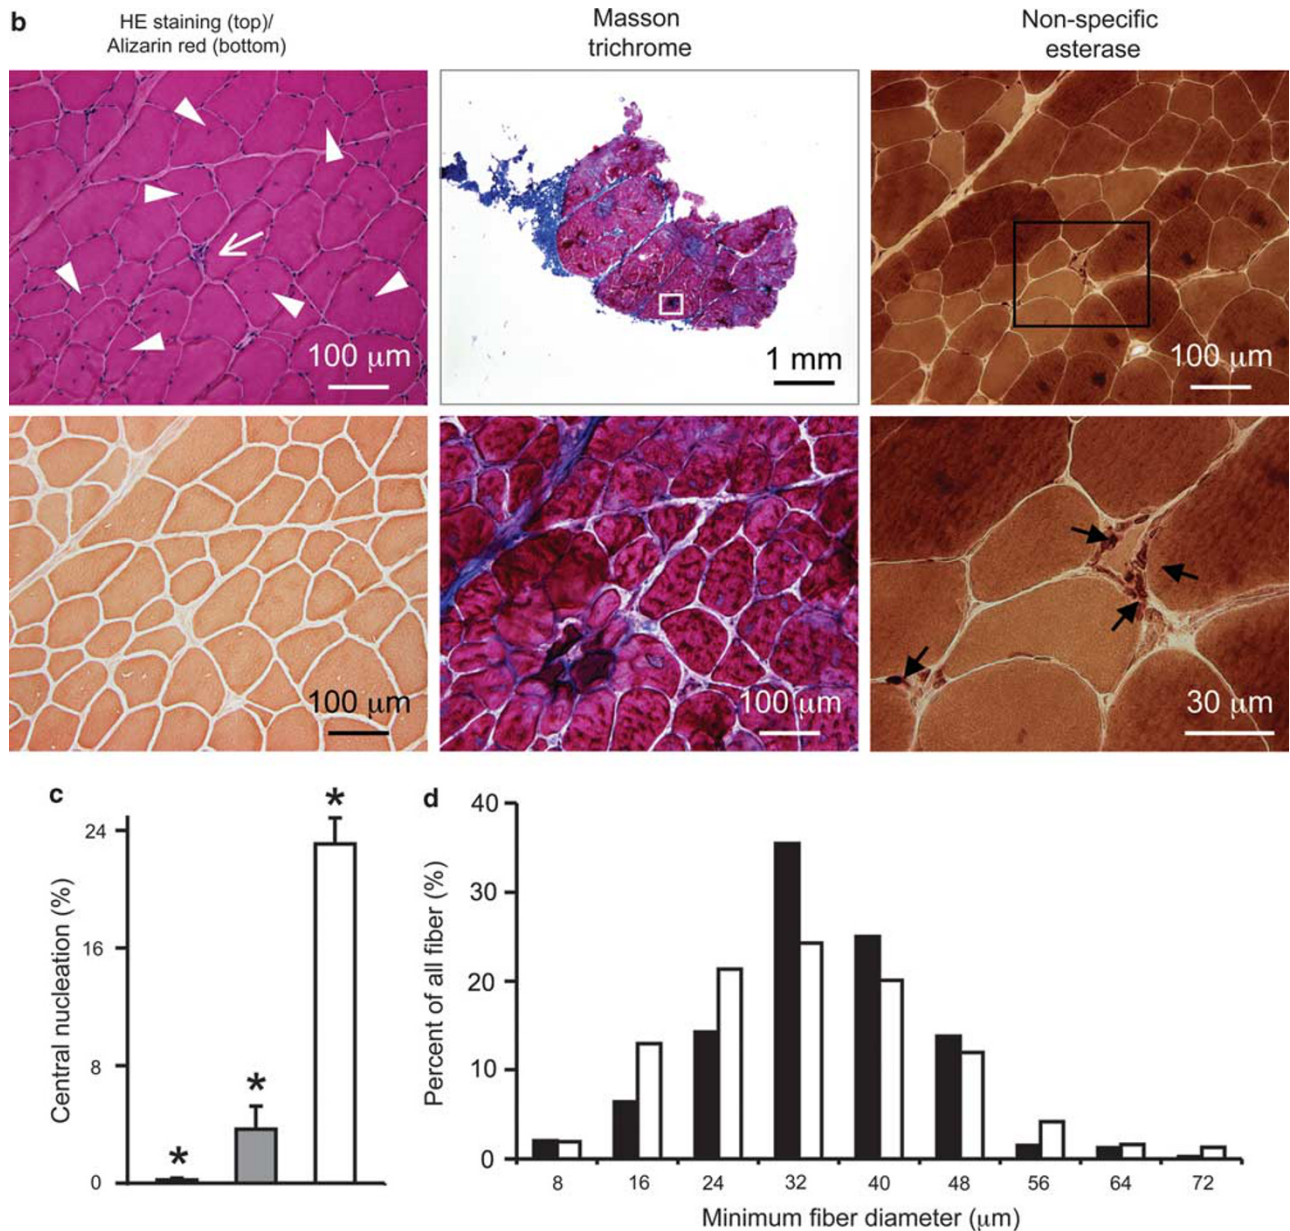 b
HE staining (top)/
Alizarin red (bottom)
Masson
trichrome
Non-specific
esterase
100 μm
1 mm
100 μm
100 μm
100 μm
30 μm
c
*
*
*
24
16
8
0
Central nucleation (%)
d
40
30
20
10
0
Percent of all fiber (%)
8 16 24 32 40 48 56 64 72
Minimum fiber diameter (μm)